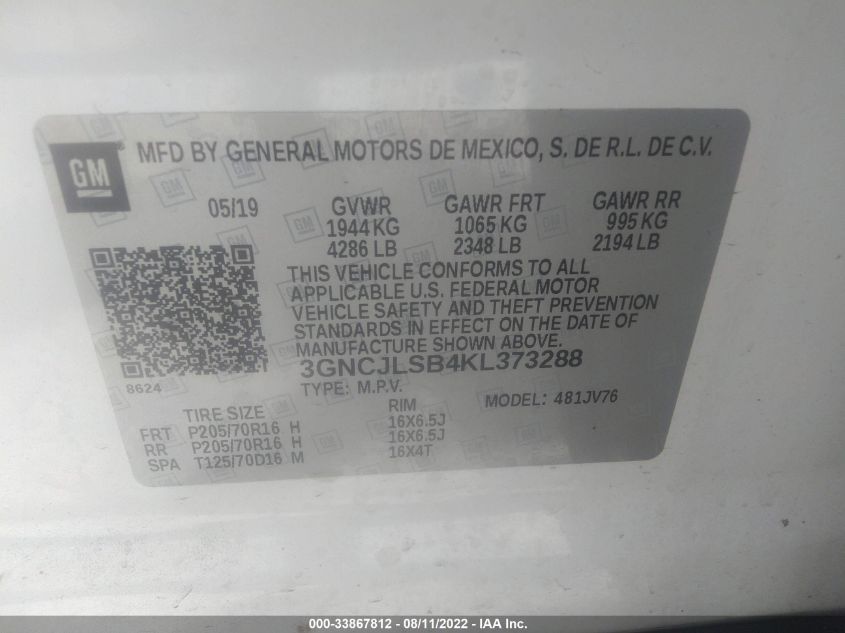 GM
MFD BY GENERAL MOTORS DE MEXICO, S. DE R.L. DE C.V.
05/19 GVWR GAWR FRT GAWR RR
1944 KG 1065 KG 995 KG
4286 LB 2348 LB 2194 LB
THIS VEHICLE CONFORMS TO ALL
APPLICABLE U.S. FEDERAL MOTOR
VEHICLE SAFETY AND THEFT PREVENTION
STANDARDS IN EFFECT ON THE DATE OF
MANUFACTURE SHOWN ABOVE.
3GNCJLSB4KL373288
8624
TYPE: M.P.V. MODEL: 481JV76
TIRE SIZE RIM
FRT P205/70R16 H 16X6.5J
RR P205/70R16 H 16X6.5J
SPA T125/70D16 M 16X4T
000-33867812 - 08/11/2022 - IAA Inc.